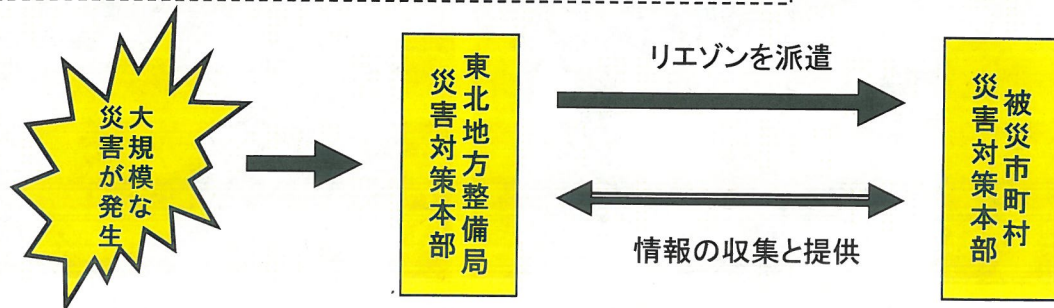 大規模な
災害が発生
東北地方整備局
災害対策本部
リエゾンを派遣
情報の収集と提供
被災市町村
災害対策本部